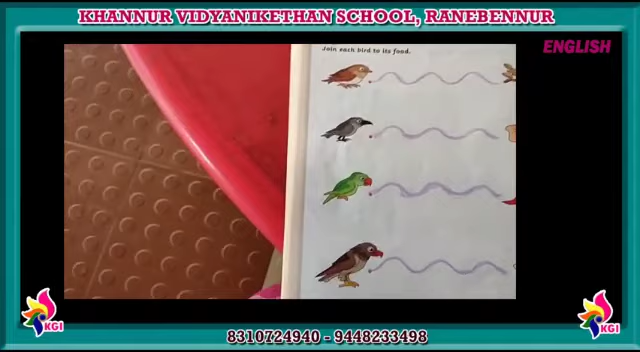 KHANNUR VIDYANIKETHAN SCHOOL, RANEBENNUR
ENGLISH
Join each bird to its food.
KGI
KGI
8310724940 - 9448233498